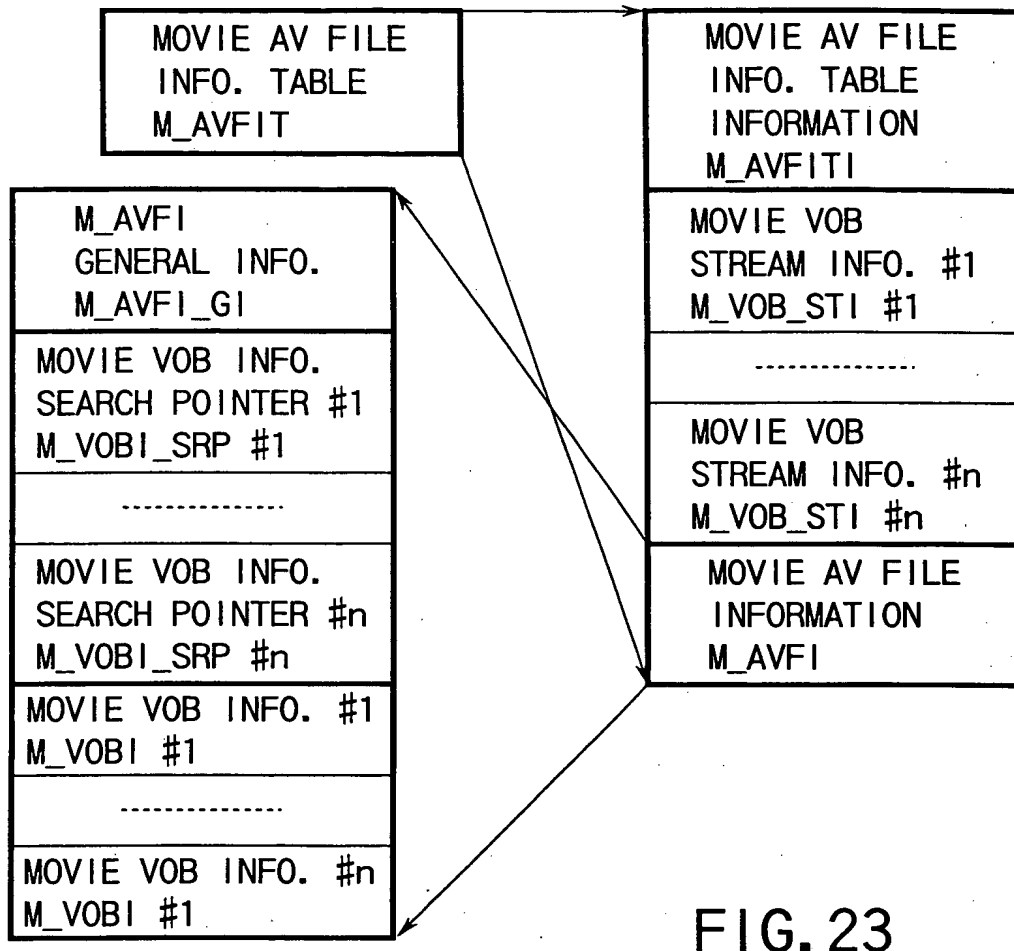 MOVIE AV FILE
INFO. TABLE
M_AVFIT
MOVIE AV FILE
INFO. TABLE
INFORMATION
M_AVFITI
MOVIE VOB
STREAM INFO. #1
M_VOB_STI #1
MOVIE VOB
STREAM INFO. #n
M_VOB_STI #n
MOVIE AV FILE
INFORMATION
M_AVFI
M_AVFI
GENERAL INFO.
M_AVFI_GI
MOVIE VOB INFO.
SEARCH POINTER #1
M_VOBI_SRP #1
MOVIE VOB INFO.
SEARCH POINTER #n
M_VOBI_SRP #n
MOVIE VOB INFO. #1
M_VOBI #1
MOVIE VOB INFO. #n
M_VOBI #1
FIG. 23